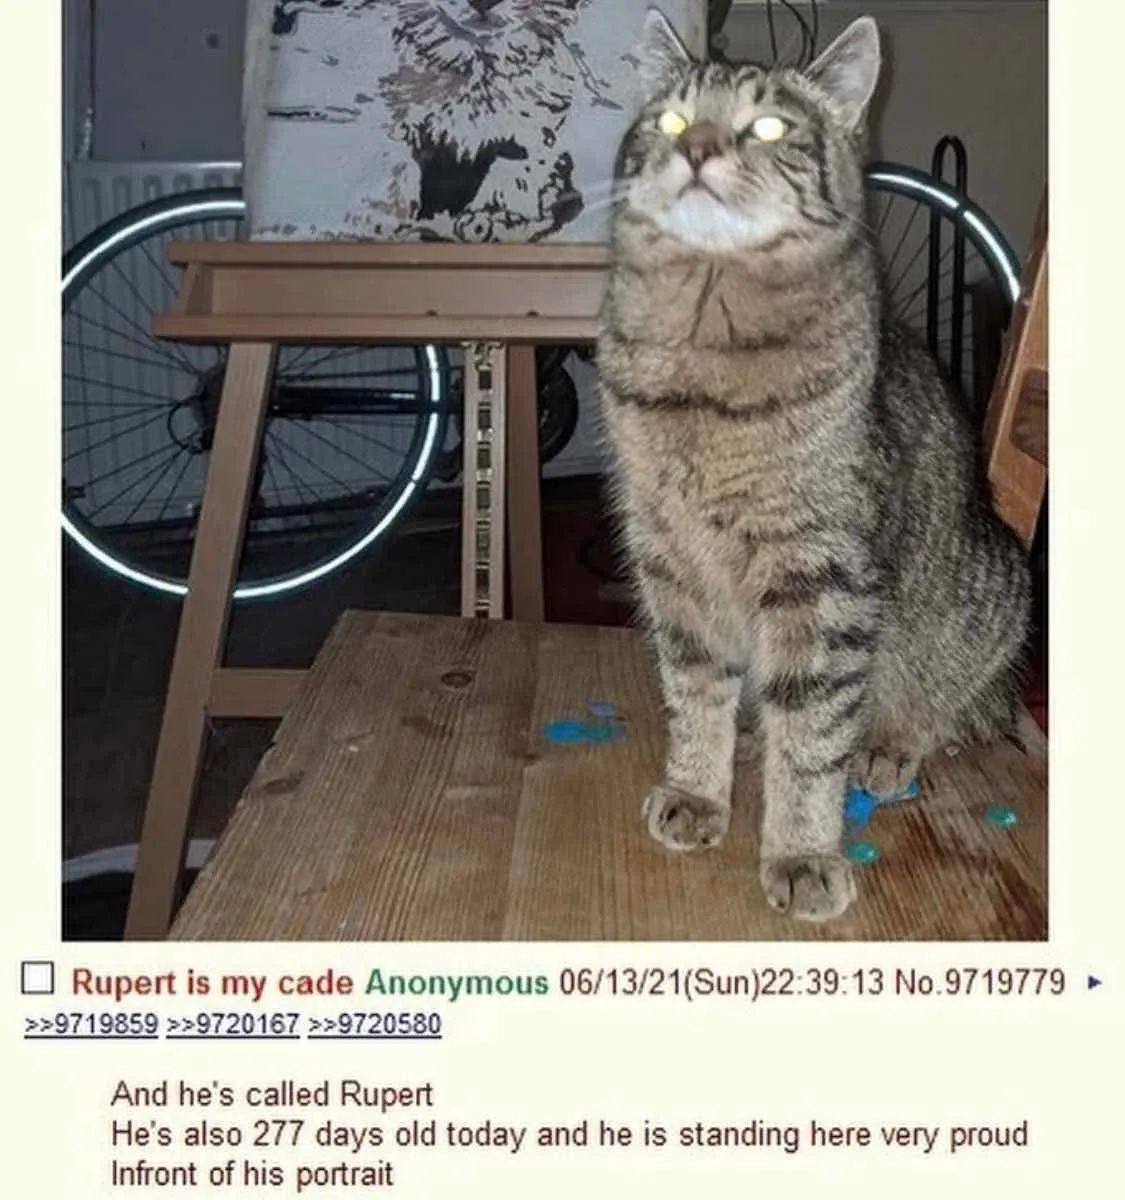 Rupert is my cade Anonymous 06/13/21(Sun)22:39:13 No.9719779
>>9719859 >>9720167 >>9720580
And he's called Rupert
He's also 277 days old today and he is standing here very proud
Infront of his portrait